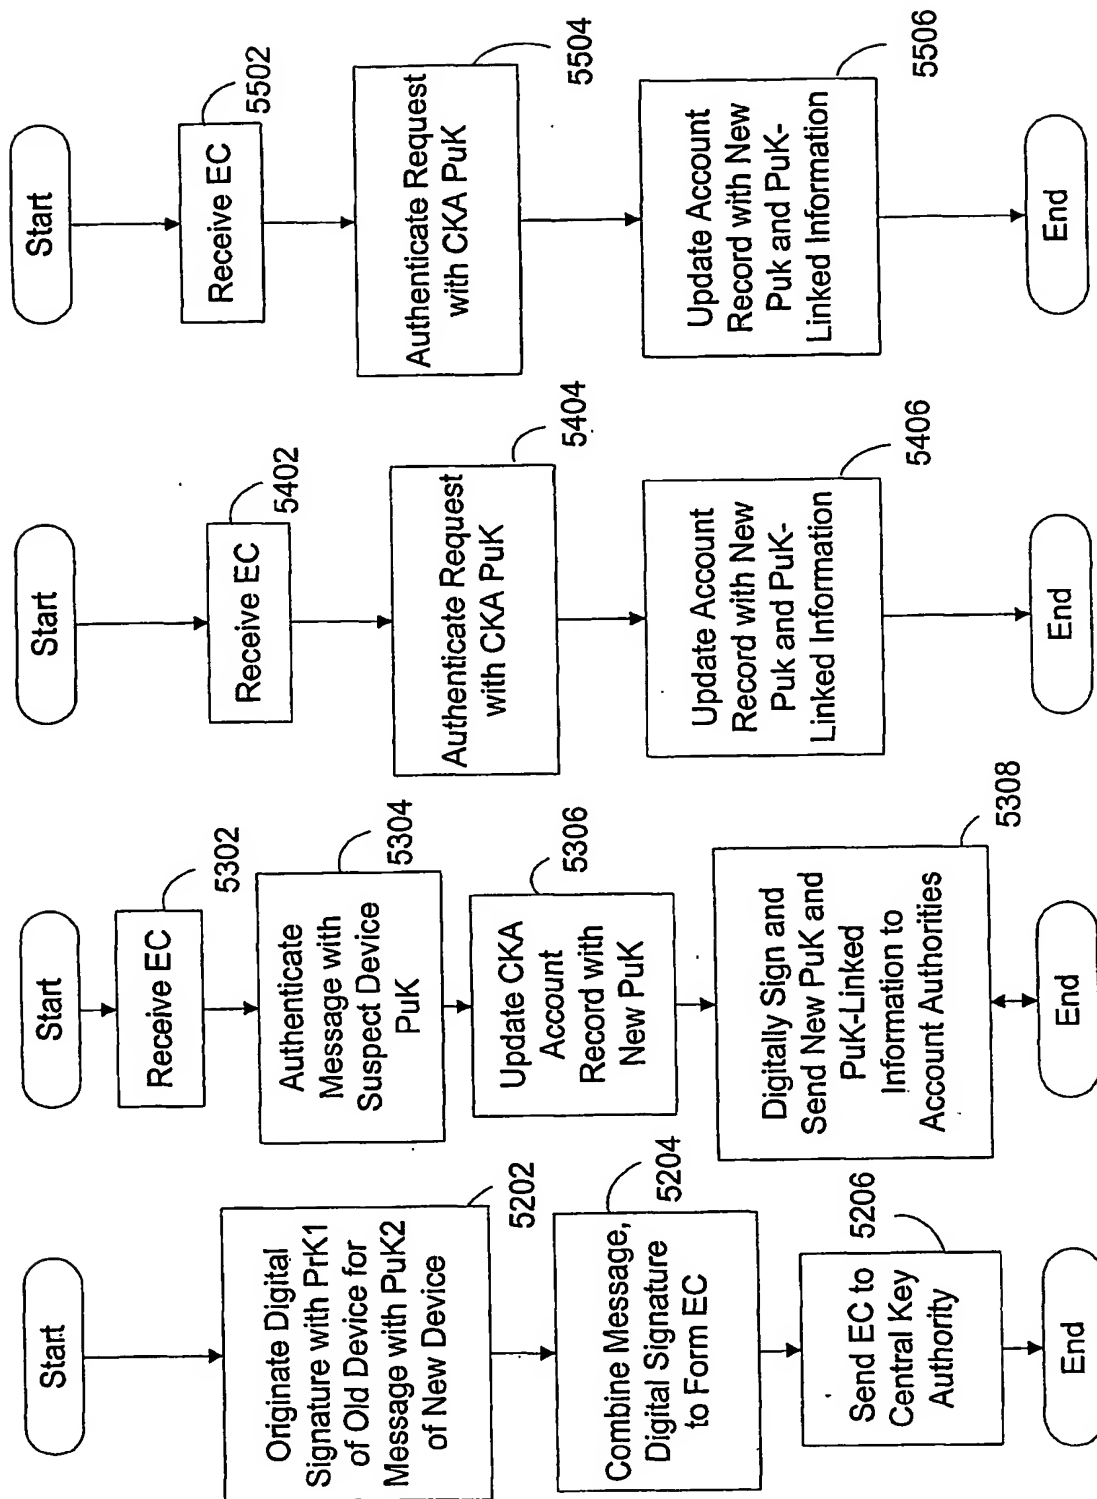 Start
Originate Digital
Signature with PrK1
of Old Device for
Message with PuK2
of New Device
5202
Combine Message,
Digital Signature
to Form EC
5204
Send EC to
Central Key
Authority
5206
End
Start
Receive EC
5302
Authenticate
Message with
Suspect Device
PuK
5304
Update CKA
Account
Record with
New PuK
5306
Digitally Sign and
Send New PuK and
PuK-Linked
Information to
Account Authorities
5308
End
Start
Receive EC
5402
Authenticate Request
with CKA PuK
5404
Update Account
Record with New
Puk and PuK-
Linked Information
5406
End
Start
Receive EC
5502
Authenticate Request
with CKA PuK
5504
Update Account
Record with New
Puk and PuK-
Linked Information
5506
End